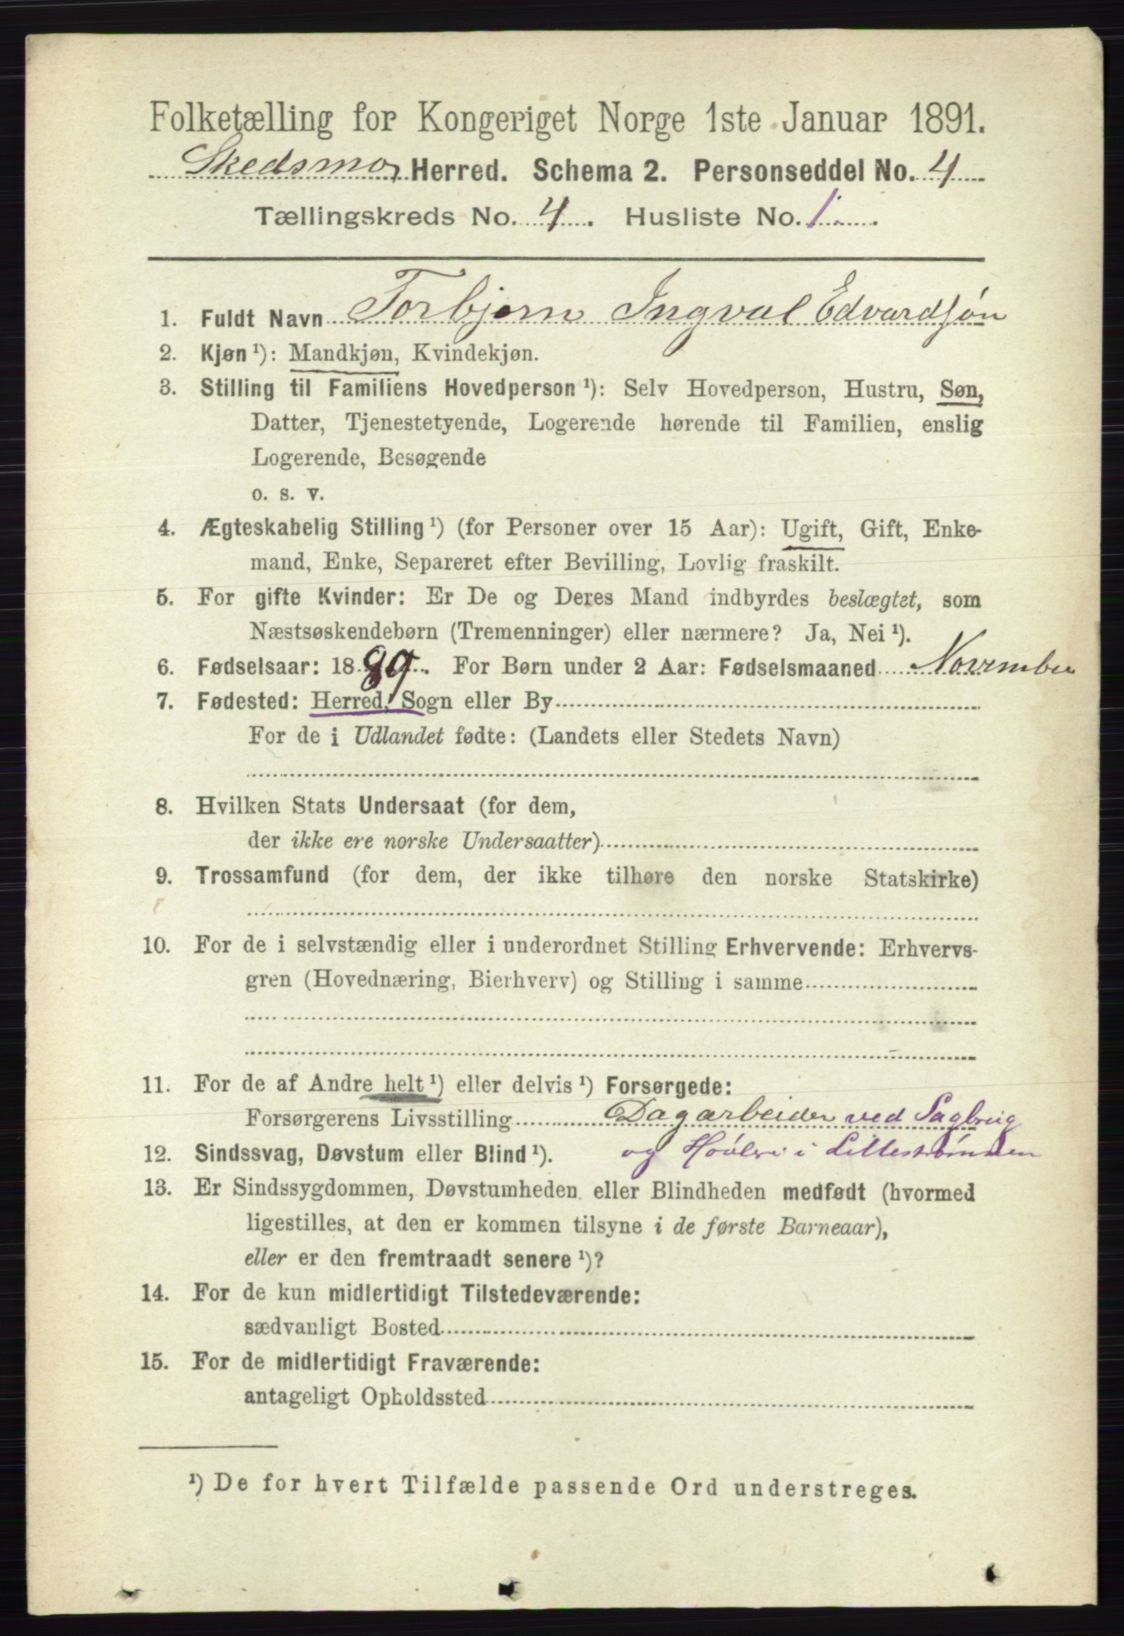 Folketælling for Kongeriget Norge 1ste Januar 1891.
Skedsmo Herred. Schema 2. Personseddel No. 4
Tællingskreds No. 4. Husliste No. 1.
1. Fuldt Navn Torbjørn Ingval Edvardsøn
2. Kjøn ¹): Mandkjøn, Kvindekjøn.
3. Stilling til Familiens Hovedperson ¹): Selv Hovedperson, Hustru, Søn,
Datter, Tjenestetyende, Logerende hørende til Familien, enslig
Logerende, Besøgende
o. s. v.
4. Ægteskabelig Stilling ¹) (for Personer over 15 Aar): Ugift, Gift, Enke-
mand, Enke, Separeret efter Bevilling, Lovlig fraskilt.
5. For gifte Kvinder: Er De og Deres Mand indbyrdes beslægtet, som
Næstsøskendebørn (Tremenninger) eller nærmere? Ja, Nei ¹).
6. Fødselsaar: 1889. For Børn under 2 Aar: Fødselsmaaned November
7. Fødested: Herred, Sogn eller By
For de i Udlandet fødte: (Landets eller Stedets Navn)
8. Hvilken Stats Undersaat (for dem,
der ikke ere norske Undersaatter)
9. Trossamfund (for dem, der ikke tilhøre den norske Statskirke)
10. For de i selvstændig eller i underordnet Stilling Erhvervende: Erhvervs-
gren (Hovednæring, Bierhverv) og Stilling i samme
11. For de af Andre helt ¹) eller delvis ¹) Forsørgede:
Forsørgerens Livsstilling Dagarbeider ved Sagbrug
og Høvleri i Lillestrømmen
12. Sindssvag, Døvstum eller Blind ¹).
13. Er Sindssygdommen, Døvstumheden eller Blindheden medfødt (hvormed
ligestilles, at den er kommen tilsyne i de første Barneaar),
eller er den fremtraadt senere ¹)?
14. For de kun midlertidigt Tilstedeværende:
sædvanligt Bosted
15. For de midlertidigt Fraværende:
antageligt Opholdssted
¹) De for hvert Tilfælde passende Ord understreges.